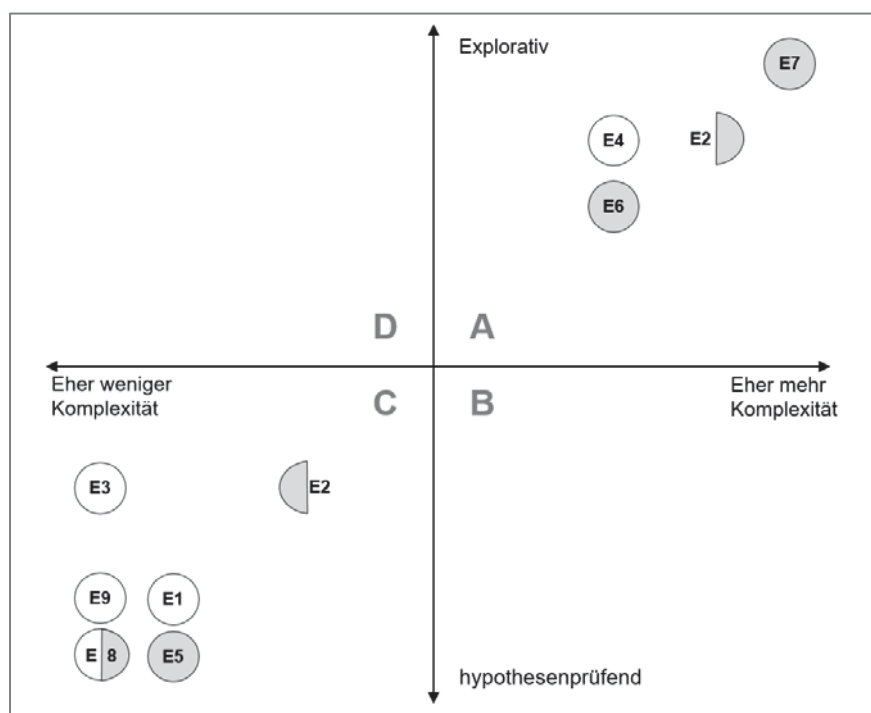 Explorativ
E7
E4
E2
E6
D A
Eher weniger
Komplexität
Eher mehr
Komplexität
C B
E3
E2
E9
E1
E 8
E5
hypothesenprüfend